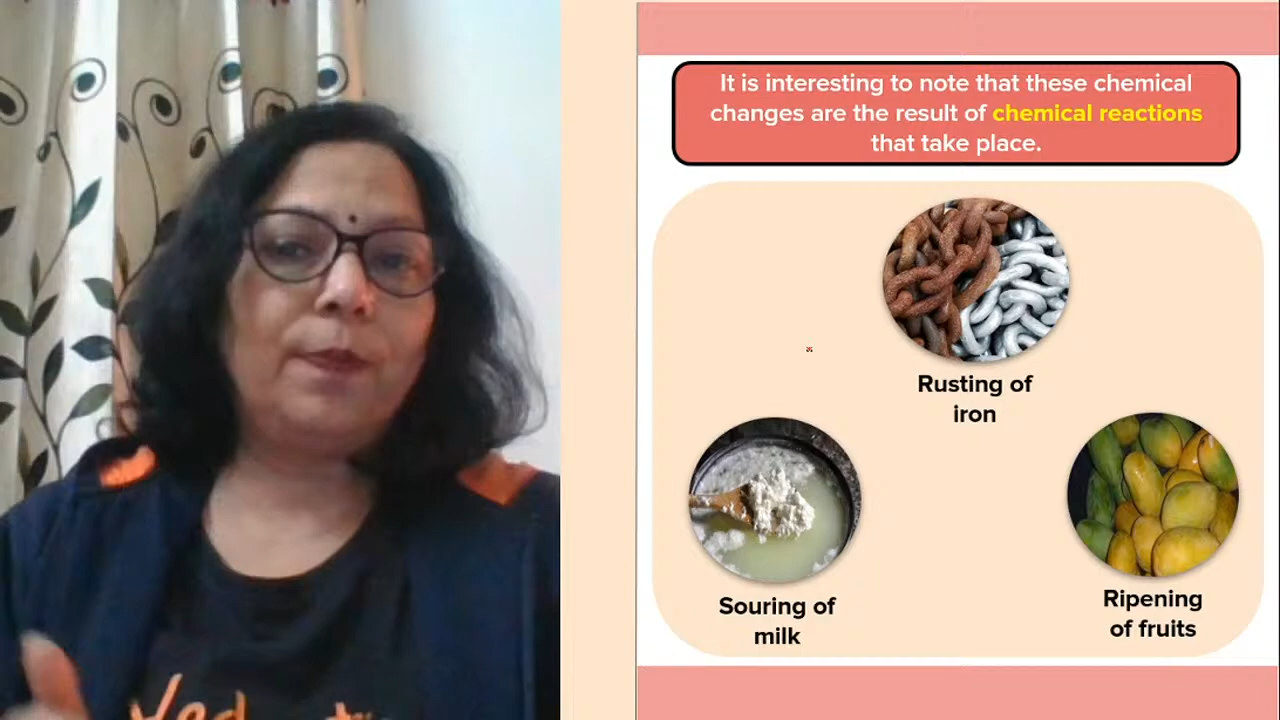 It is interesting to note that these chemical
changes are the result of chemical reactions
that take place.
Rusting of
iron
Souring of
milk
Ripening
of fruits